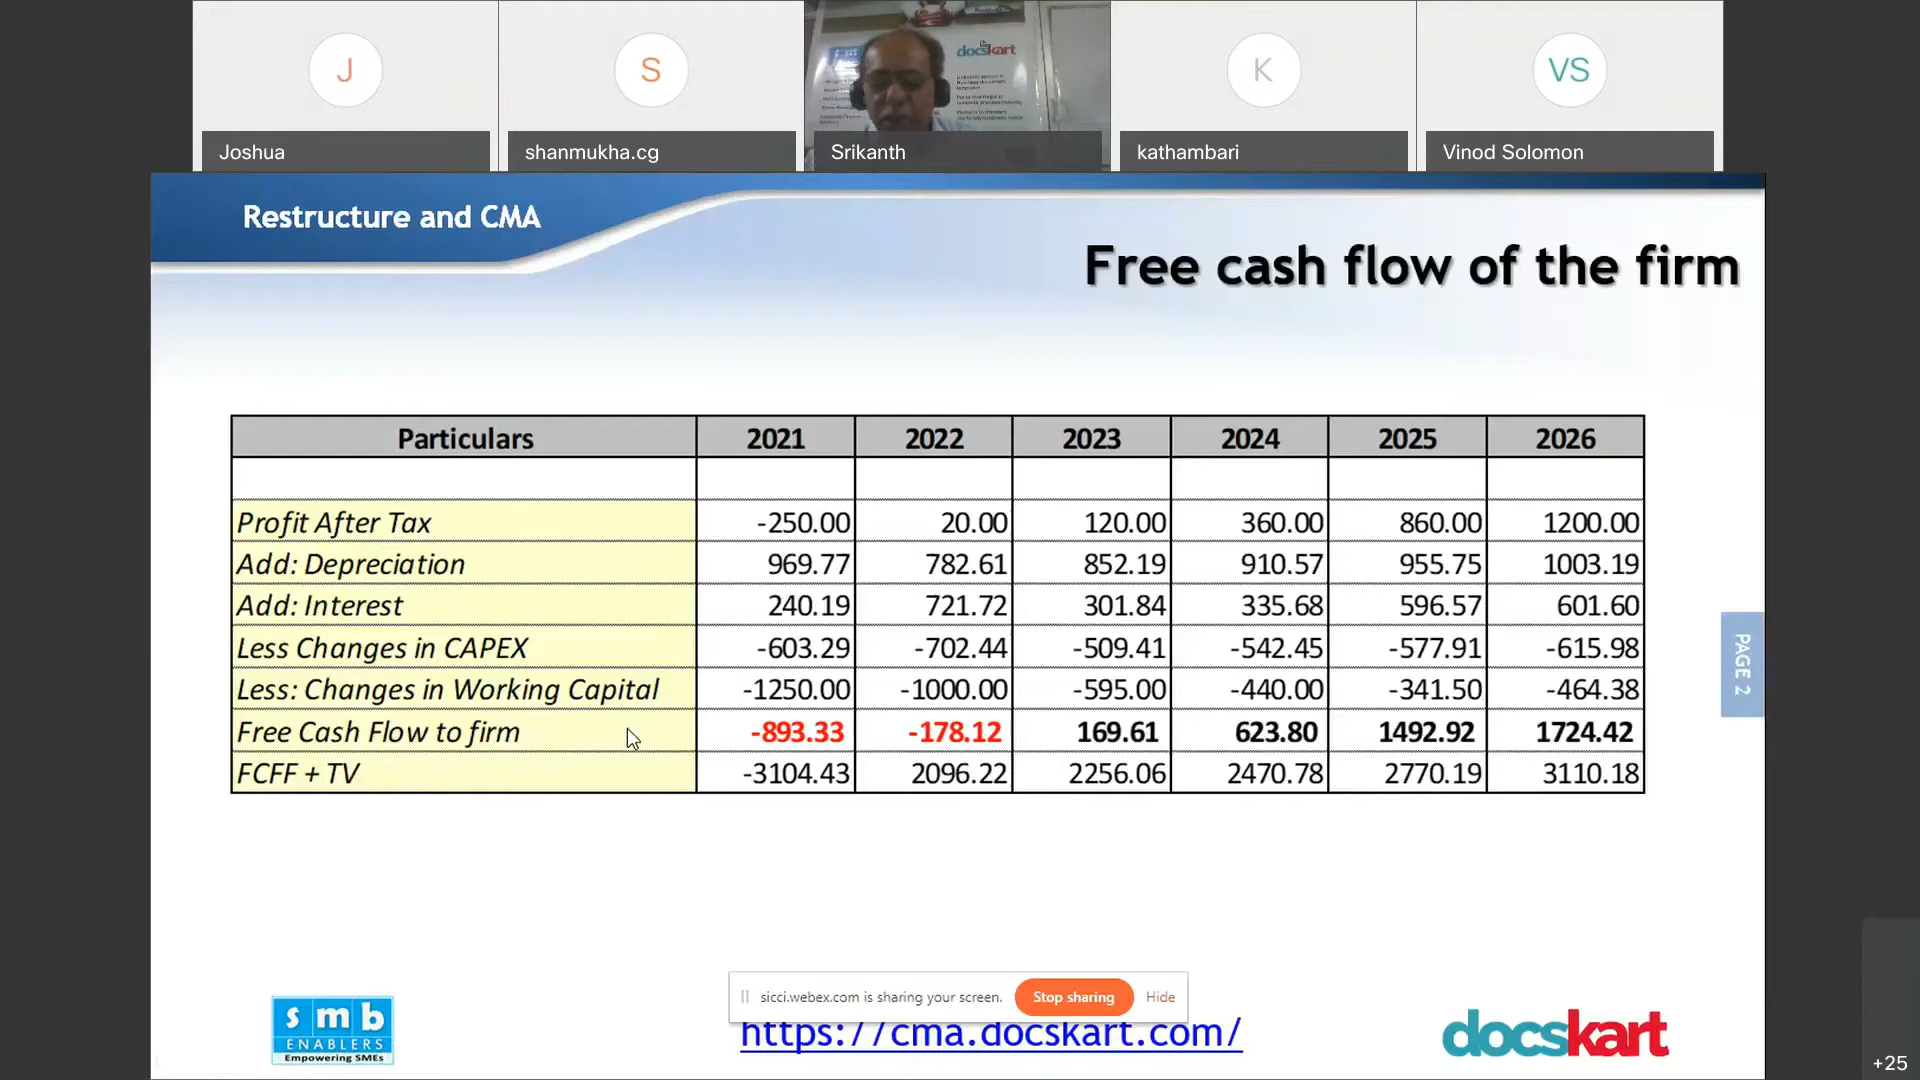 J
S
docskart
K
VS
Joshua
shanmukha.cg
Srikanth
kathambari
Vinod Solomon
Restructure and CMA
Free cash flow of the firm
Particulars 2021 2022 2023 2024 2025 2026
Profit After Tax -250.00 20.00 120.00 360.00 860.00 1200.00
Add: Depreciation 969.77 782.61 852.19 910.57 955.75 1003.19
Add: Interest 240.19 721.72 301.84 335.68 596.57 601.60
Less Changes in CAPEX -603.29 -702.44 -509.41 -542.45 -577.91 -615.98
Less: Changes in Working Capital -1250.00 -1000.00 -595.00 -440.00 -341.50 -464.38
Free Cash Flow to firm -893.33 -178.12 169.61 623.80 1492.92 1724.42
FCFF + TV -3104.43 2096.22 2256.06 2470.78 2770.19 3110.18
PAGE 2
sicci.webex.com is sharing your screen. Stop sharing Hide
smb
ENABLERS
Empowering SMEs
https://cma.docskart.com/
docskart
+25